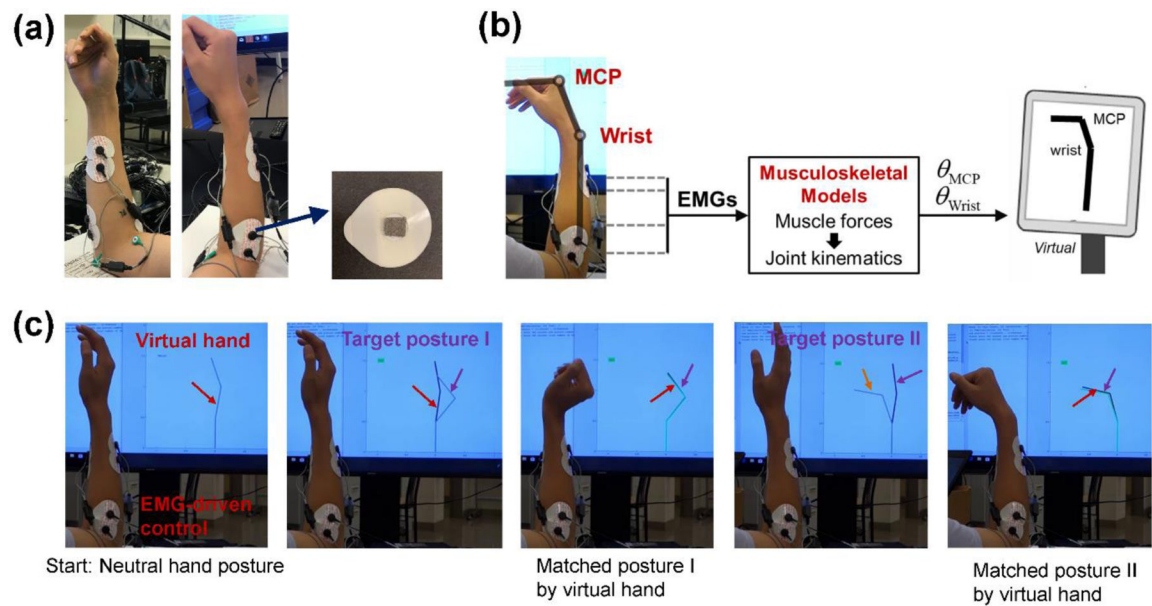 (a)
(b)
MCP
Wrist
EMGs
Musculoskeletal
Models
Muscle forces
Joint kinematics
θMCP
θWrist
MCP
wrist
Virtual
(c)
Virtual hand
EMG-driven
control
Start: Neutral hand posture
Target posture I
Matched posture I
by virtual hand
Target posture II
Matched posture II
by virtual hand